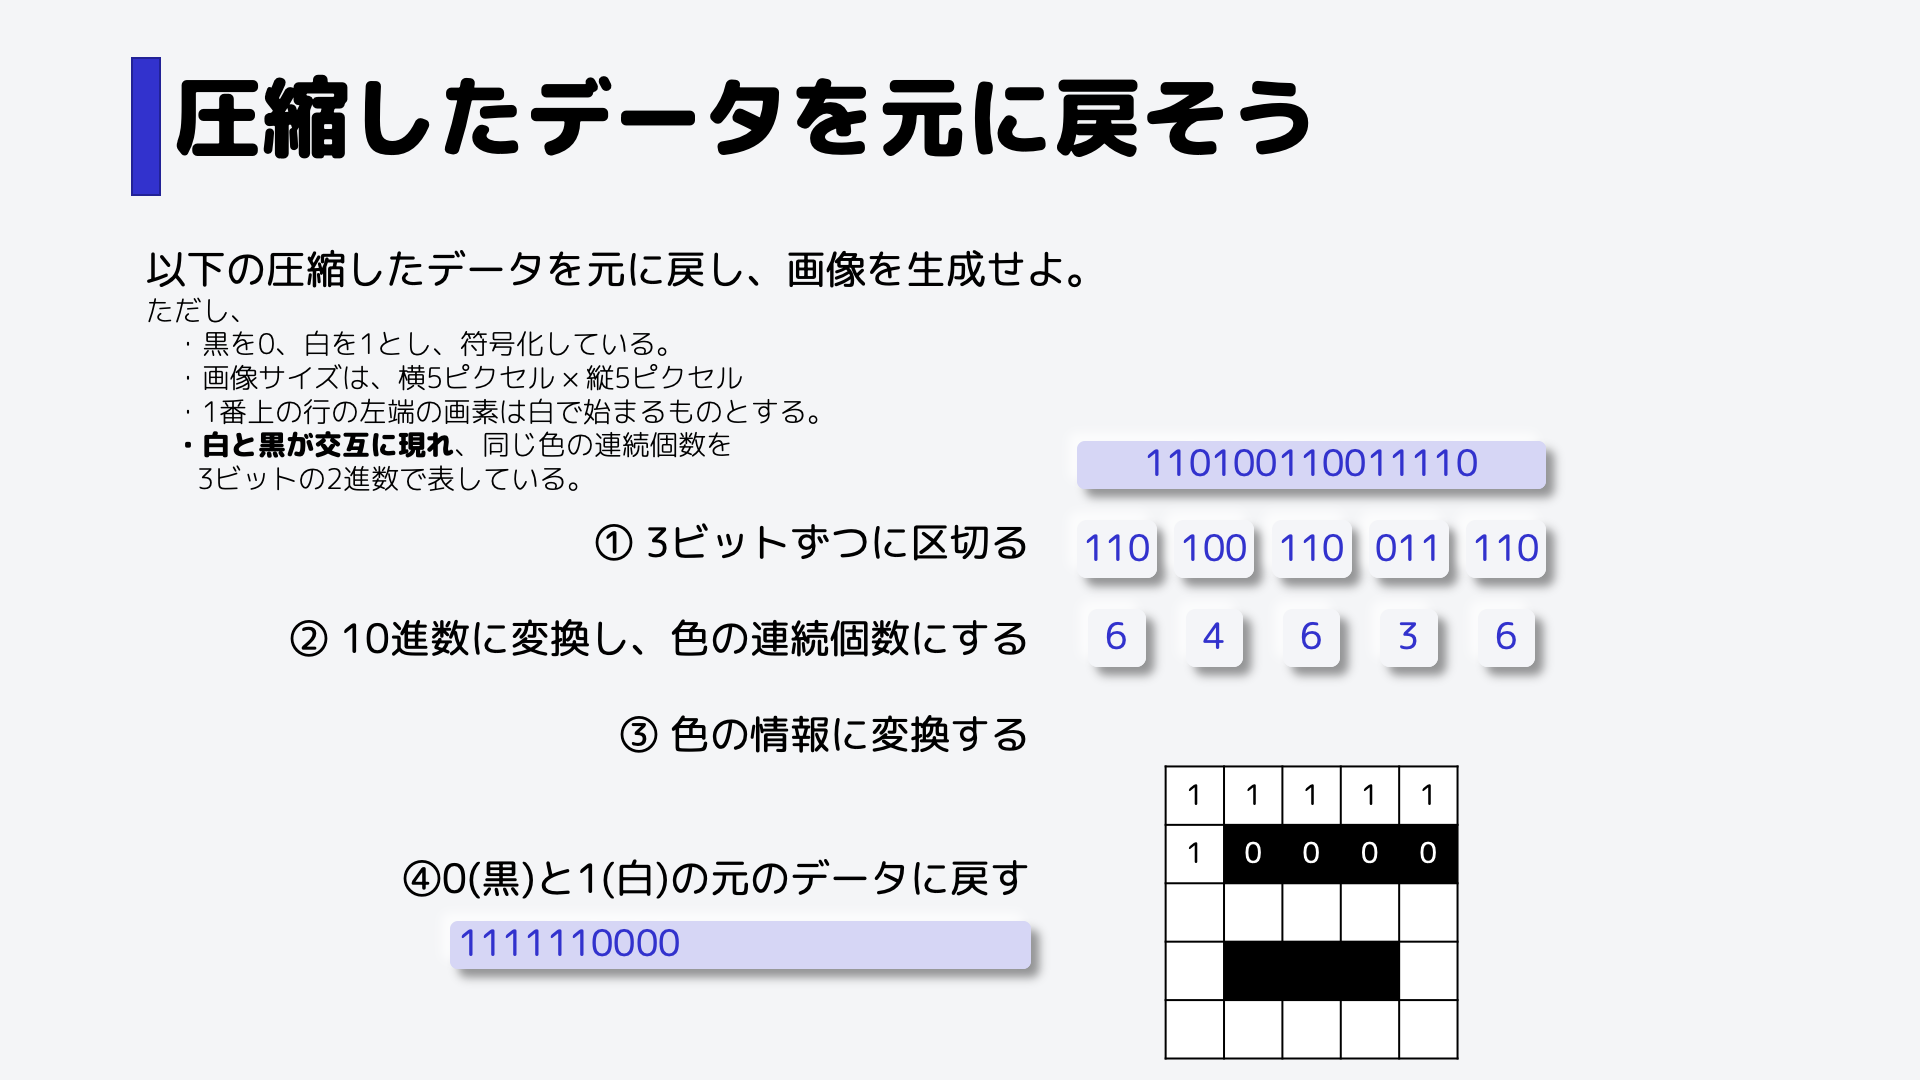 圧縮したデータを元に戻そう
以下の圧縮したデータを元に戻し、画像を生成せよ。
ただし、
・黒を0、白を1とし、符号化している。
・画像サイズは、横5ピクセル × 縦5ピクセル
・1番上の行の左端の画素は白で始まるものとする。
・白と黒が交互に現れ、同じ色の連続個数を
3ビットの2進数で表している。
110100110011110
① 3ビットずつに区切る
110 100 110 011 110
② 10進数に変換し、色の連続個数にする
6 4 6 3 6
③ 色の情報に変換する
1 1 1 1 1
1 0 0 0 0
④0(黒)と1(白)の元のデータに戻す
1111110000